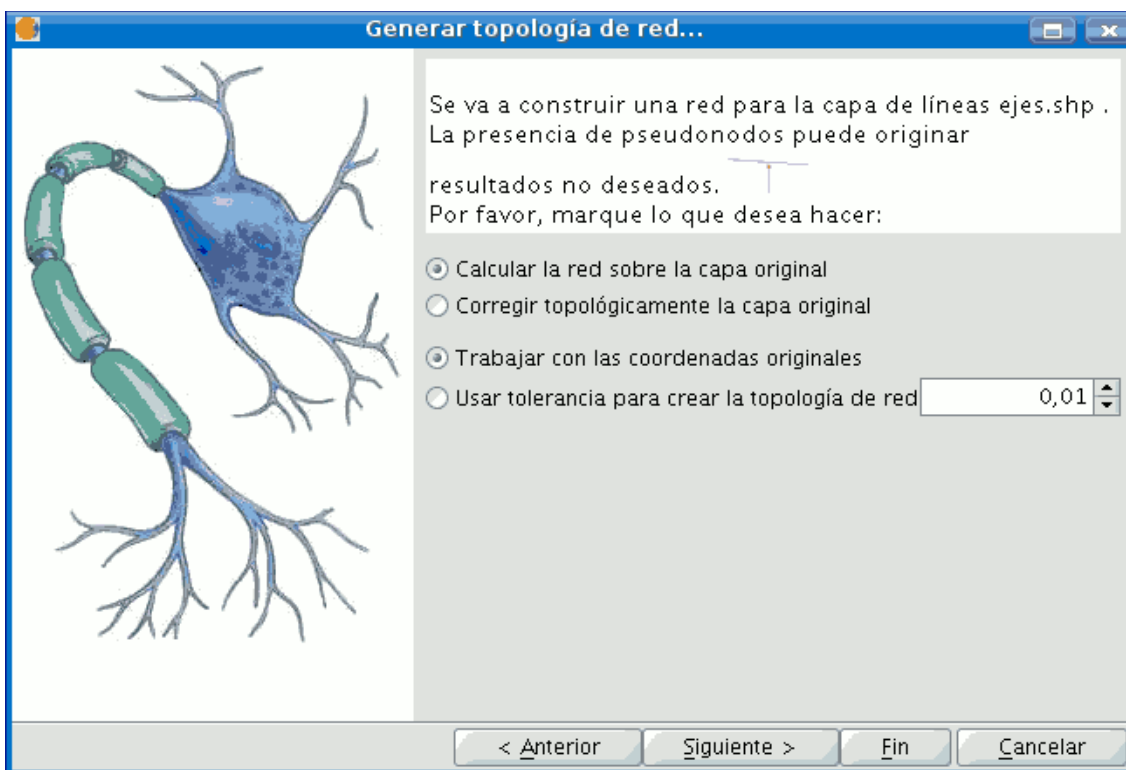 Generar topología de red...
Se va a construir una red para la capa de líneas ejes.shp .
La presencia de pseudonodos puede originar
resultados no deseados.
Por favor, marque lo que desea hacer:
Calcular la red sobre la capa original
Corregir topológicamente la capa original
Trabajar con las coordenadas originales
Usar tolerancia para crear la topología de red 0,01
< Anterior
Siguiente >
Fin
Cancelar